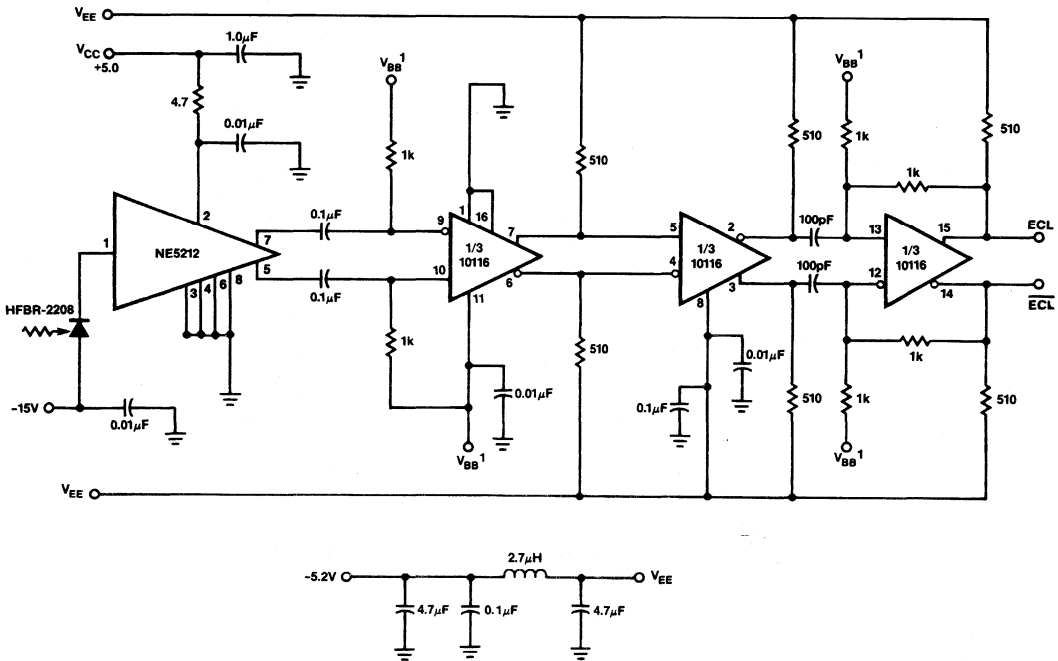 VEE
VCC
+5.0
1.0µF
4.7
0.01µF
VBB1
1k
510
510
VBB1
1k
510
1k
1
2
NE5212
7
5
3
4
6
8
0.1µF
0.1µF
9
10
1
16
1/3
10116
11
7
6
5
4
1/3
10116
2
3
8
100pF
100pF
13
12
1/3
10116
15
14
ECL
ECL
HFBR-2208
-15V
0.01µF
1k
0.01µF
VBB1
510
0.1µF
0.01µF
510
1k
1k
VBB1
510
VEE
-5.2V
4.7µF
0.1µF
2.7µH
4.7µF
VEE